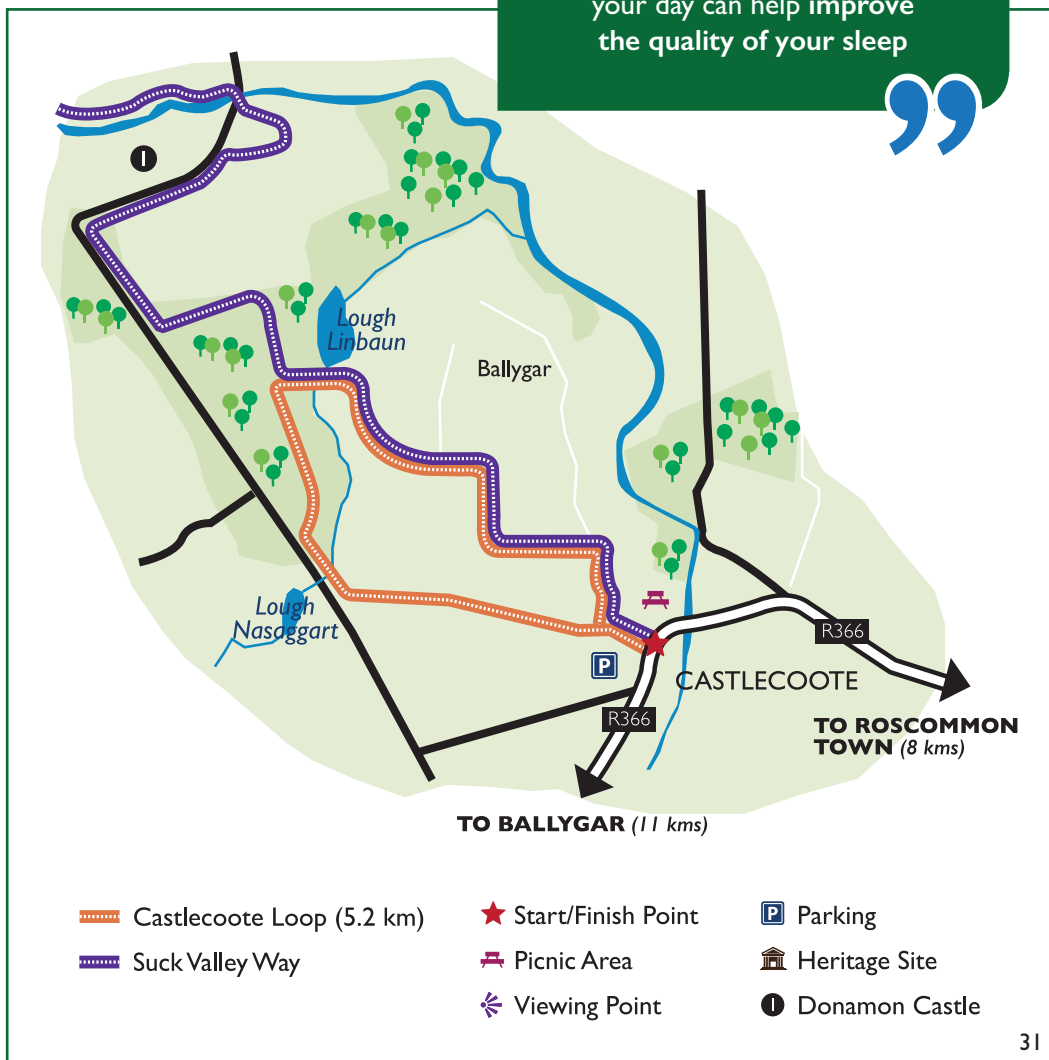 your day can help improve
the quality of your sleep
”
I
Lough
Linbaun
Ballygar
Lough
Nasaggart
P
R366
CASTLECOOTE
R366
TO ROSCOMMON
TOWN (8 kms)
TO BALLYGAR (11 kms)
Castlecoote Loop (5.2 km)
Suck Valley Way
Start/Finish Point
Picnic Area
Viewing Point
P Parking
Heritage Site
I Donamon Castle
31